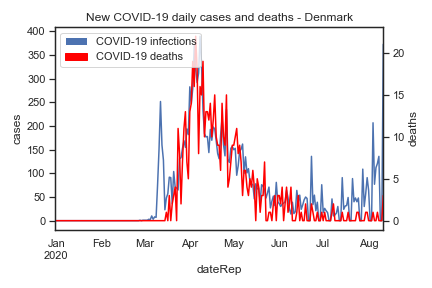 New COVID-19 daily cases and deaths - Denmark
COVID-19 infections
COVID-19 deaths
400
350
300
250
200
150
100
50
0
cases
20
15
10
5
0
deaths
Jan Feb Mar Apr May Jun Jul Aug
2020
dateRep